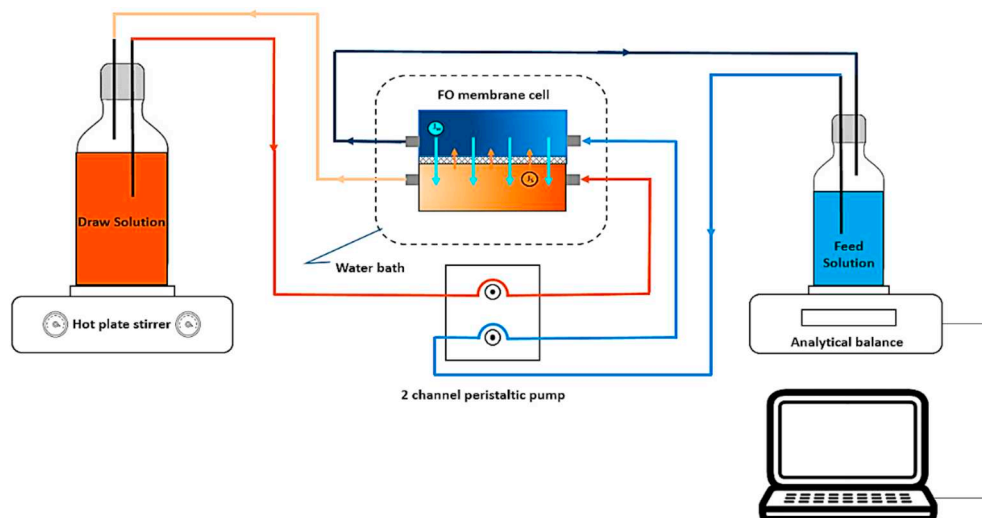 FO membrane cell
Draw Solution
Feed
Solution
Water bath
Hot plate stirrer
Analytical balance
2 channel peristaltic pump